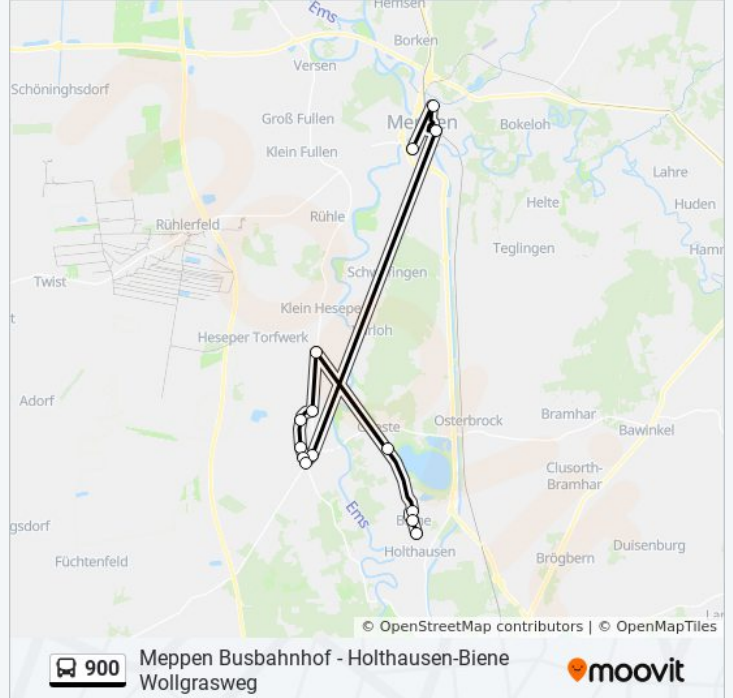 Hemsen
Ems
Borken
Versen
Schöninghsdorf
Groß Fullen
Meppen
Bokeloh
Klein Fullen
Lahre
Helte
Huden
Rühle
Rühlerfeld
Teglingen
Twist
Klein Hesepe
Heseper Torfwerk
Adorf
Osterbrock
Bramhar
Bawinkel
Clusorth-
Bramhar
Ems
Holthausen
Duisenburg
Füchtenfeld
Brögbern
© OpenStreetMap contributors | © OpenMapTiles
900
Meppen Busbahnhof - Holthausen-Biene
Wollgrasweg
moovit